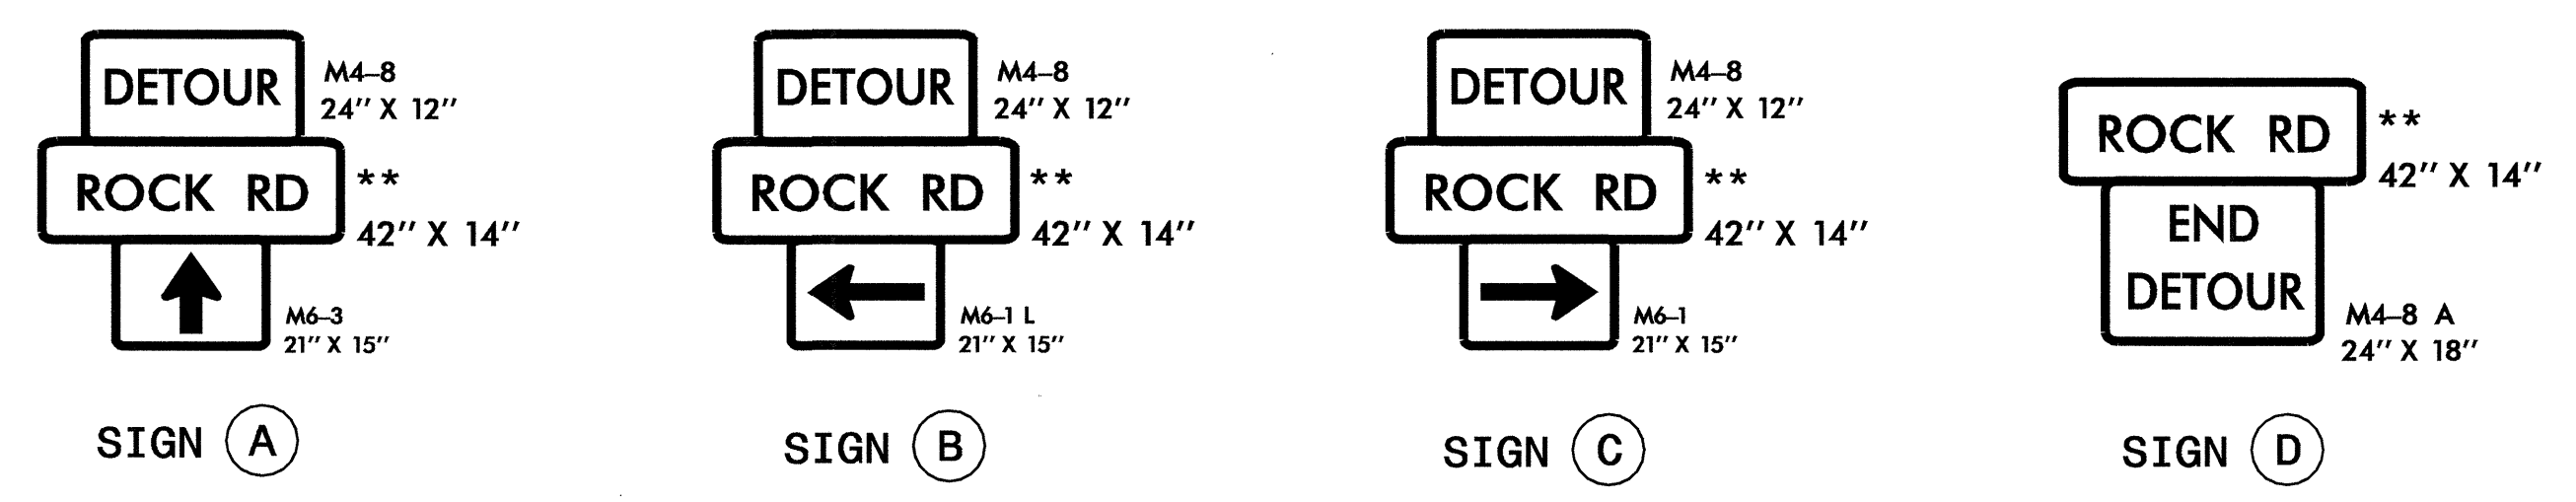 DETOUR
M4-8
24" X 12"
ROCK RD
**
42" X 14"
M6-3
21" X 15"
SIGN A
DETOUR
M4-8
24" X 12"
ROCK RD
**
42" X 14"
M6-1 L
21" X 15"
SIGN B
DETOUR
M4-8
24" X 12"
ROCK RD
**
42" X 14"
M6-1
21" X 15"
SIGN C
ROCK RD
**
42" X 14"
END
DETOUR
M4-8 A
24" X 18"
SIGN D